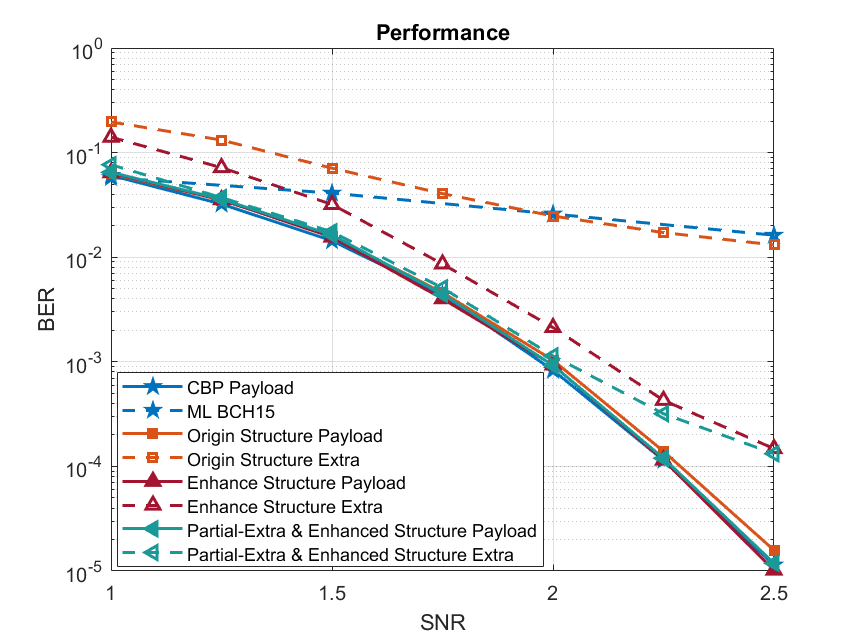 Performance
10^0
10^-1
10^-2
10^-3
10^-4
10^-5
BER
CBP Payload
ML BCH15
Origin Structure Payload
Origin Structure Extra
Enhance Structure Payload
Enhance Structure Extra
Partial-Extra & Enhanced Structure Payload
Partial-Extra & Enhanced Structure Extra
1 1.5 2 2.5
SNR